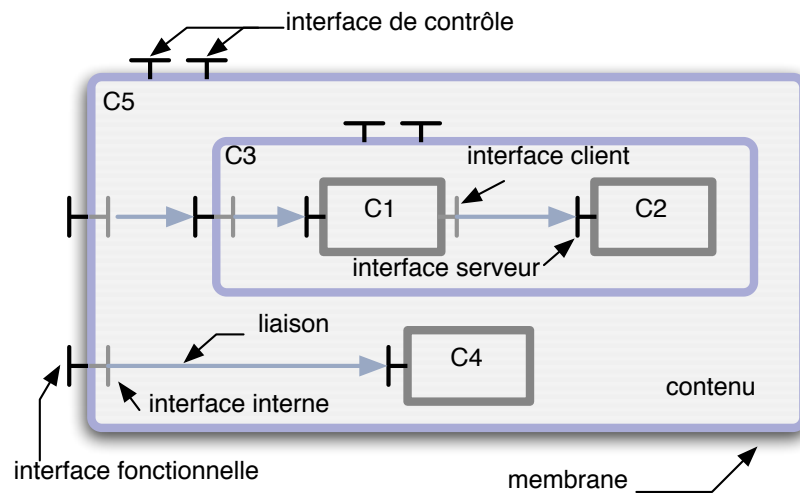 interface de contrôle
C5
C3
interface client
C1
C2
interface serveur
liaison
C4
contenu
interface interne
interface fonctionnelle
membrane